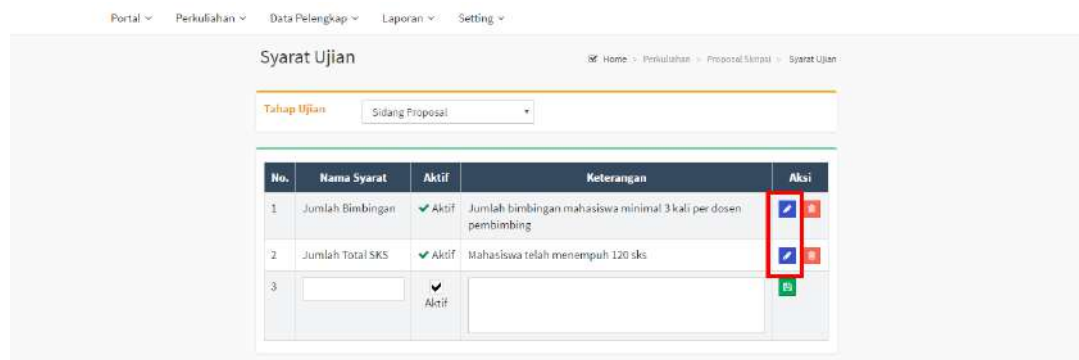 Portal Perkuliahan Data Pelengkap Laporan Setting
Syarat Ujian
Home > Perkuliahan > Proposal Skripsi > Syarat Ujian
Tahap Ujian Sidang Proposal
No. Nama Syarat Aktif Keterangan Aksi
1 Jumlah Bimbingan Aktif Jumlah bimbingan mahasiswa minimal 3 kali per dosen
pembimbing
2 Jumlah Total SKS Aktif Mahasiswa telah menempuh 120 sks
3
Aktif